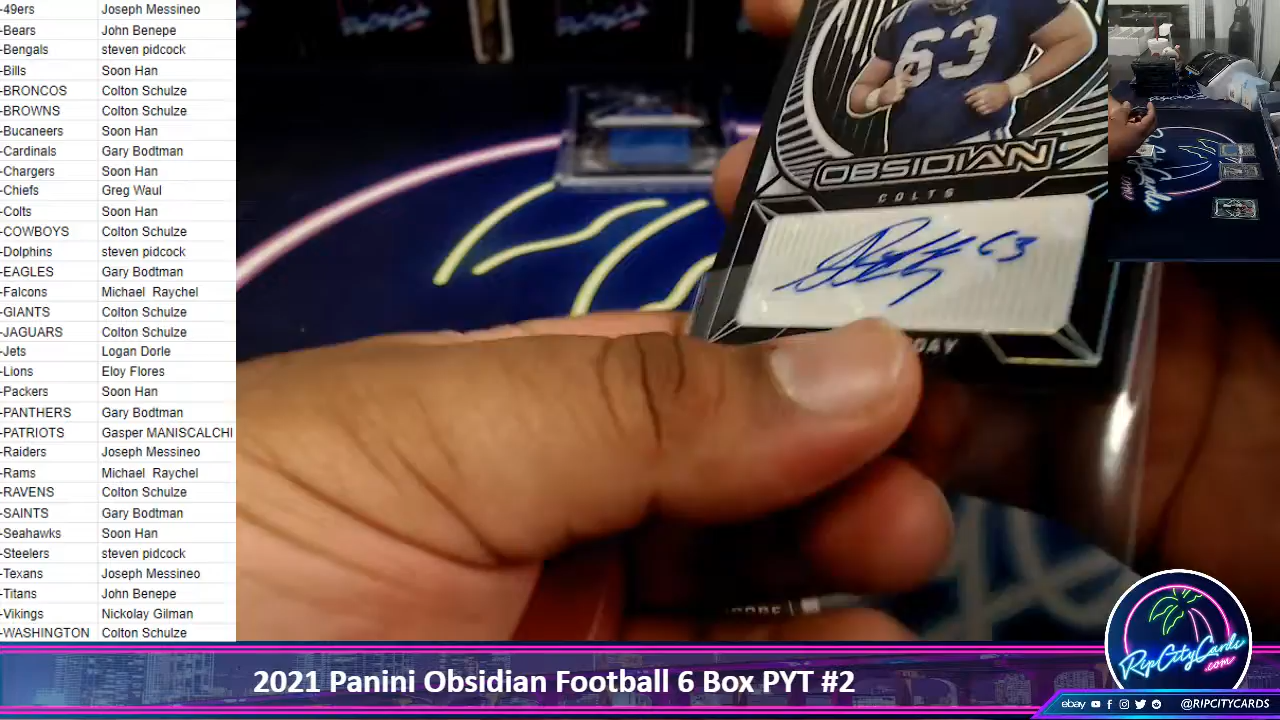 -49ers Joseph Messineo
-Bears John Benepe
-Bengals steven pidcock
-Bills Soon Han
-BRONCOS Colton Schulze
-BROWNS Colton Schulze
-Bucaneers Soon Han
-Cardinals Gary Bodtman
-Chargers Soon Han
-Chiefs Greg Waul
-Colts Soon Han
-COWBOYS Colton Schulze
-Dolphins steven pidcock
-EAGLES Gary Bodtman
-Falcons Michael Raychel
-GIANTS Colton Schulze
-JAGUARS Colton Schulze
-Jets Logan Dorle
-Lions Eloy Flores
-Packers Soon Han
-PANTHERS Gary Bodtman
-PATRIOTS Gasper MANISCALCHI
-Raiders Joseph Messineo
-Rams Michael Raychel
-RAVENS Colton Schulze
-SAINTS Gary Bodtman
-Seahawks Soon Han
-Steelers steven pidcock
-Texans Joseph Messineo
-Titans John Benepe
-Vikings Nickolay Gilman
-WASHINGTON Colton Schulze
63
OBSIDIAN
COLTS
63
RipCityCards
.com
2021 Panini Obsidian Football 6 Box PYT #2
ebay @RIPCITYCARDS